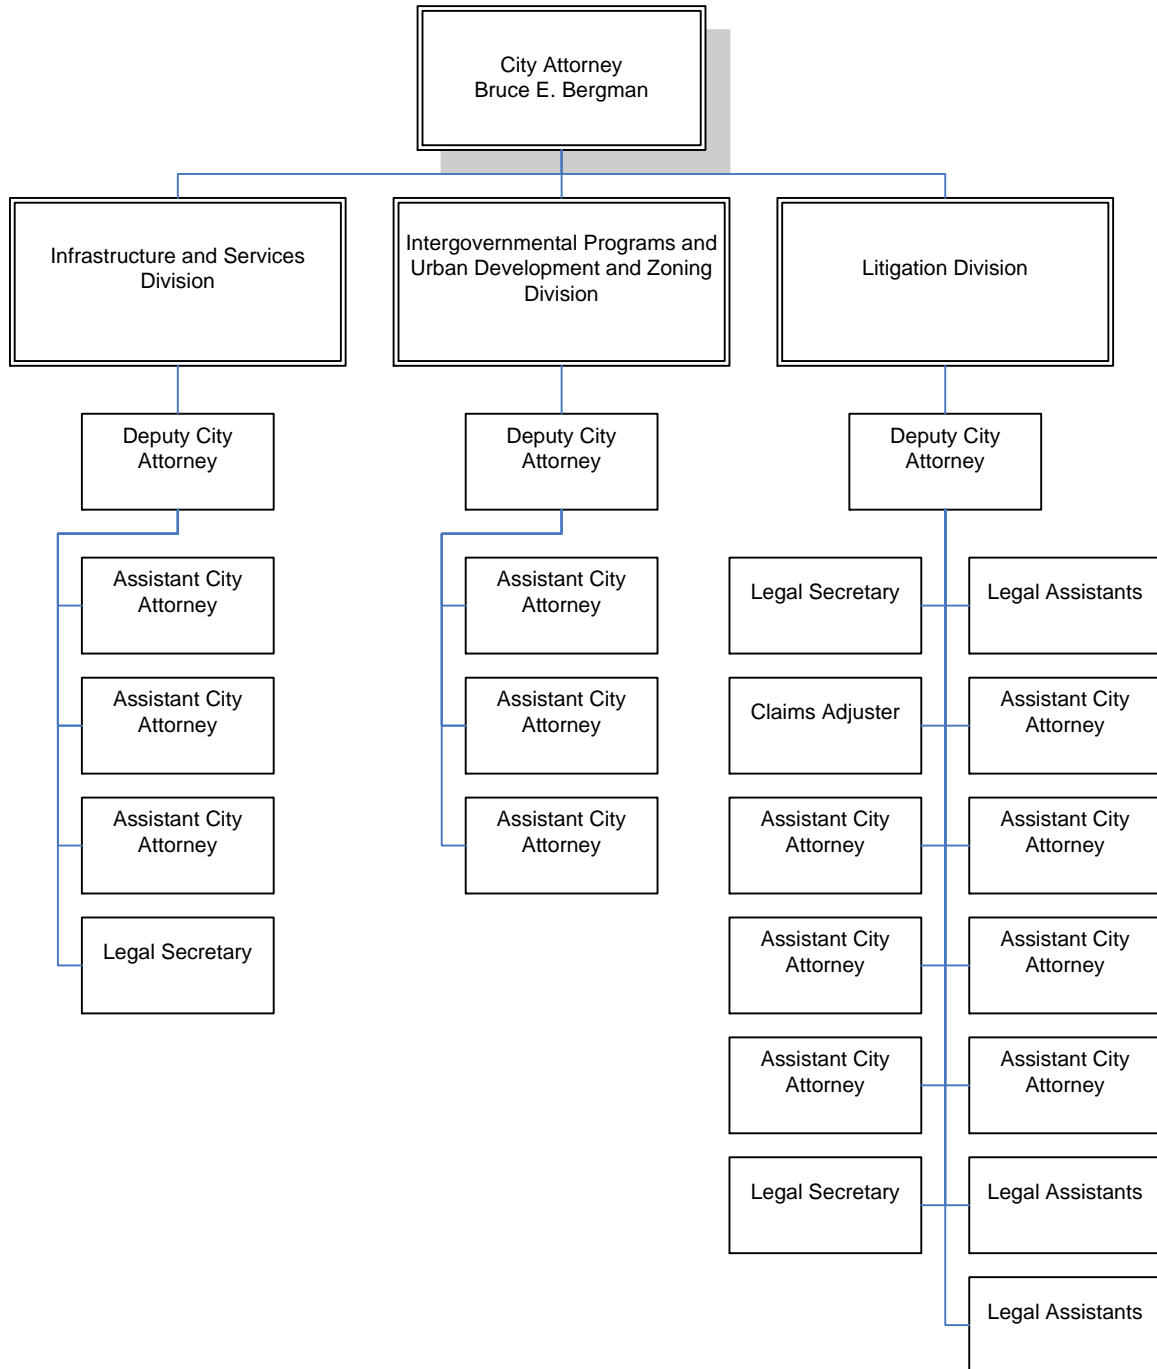 City Attorney
Bruce E. Bergman
Infrastructure and Services
Division
Intergovernmental Programs and
Urban Development and Zoning
Division
Litigation Division
Deputy City
Attorney
Deputy City
Attorney
Deputy City
Attorney
Assistant City
Attorney
Assistant City
Attorney
Assistant City
Attorney
Legal Secretary
Assistant City
Attorney
Assistant City
Attorney
Assistant City
Attorney
Legal Secretary
Legal Assistants
Claims Adjuster
Assistant City
Attorney
Assistant City
Attorney
Assistant City
Attorney
Assistant City
Attorney
Assistant City
Attorney
Assistant City
Attorney
Assistant City
Attorney
Legal Secretary
Legal Assistants
Legal Assistants